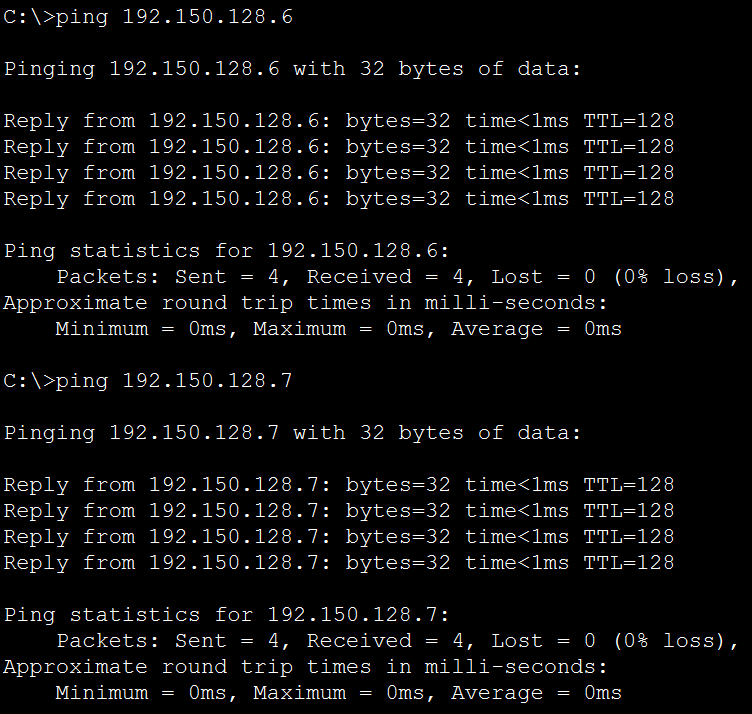 C:\>ping 192.150.128.6
Pinging 192.150.128.6 with 32 bytes of data:
Reply from 192.150.128.6: bytes=32 time<1ms TTL=128
Reply from 192.150.128.6: bytes=32 time<1ms TTL=128
Reply from 192.150.128.6: bytes=32 time<1ms TTL=128
Reply from 192.150.128.6: bytes=32 time<1ms TTL=128
Ping statistics for 192.150.128.6:
    Packets: Sent = 4, Received = 4, Lost = 0 (0% loss),
Approximate round trip times in milli-seconds:
    Minimum = 0ms, Maximum = 0ms, Average = 0ms
C:\>ping 192.150.128.7
Pinging 192.150.128.7 with 32 bytes of data:
Reply from 192.150.128.7: bytes=32 time<1ms TTL=128
Reply from 192.150.128.7: bytes=32 time<1ms TTL=128
Reply from 192.150.128.7: bytes=32 time<1ms TTL=128
Reply from 192.150.128.7: bytes=32 time<1ms TTL=128
Ping statistics for 192.150.128.7:
    Packets: Sent = 4, Received = 4, Lost = 0 (0% loss),
Approximate round trip times in milli-seconds:
    Minimum = 0ms, Maximum = 0ms, Average = 0ms